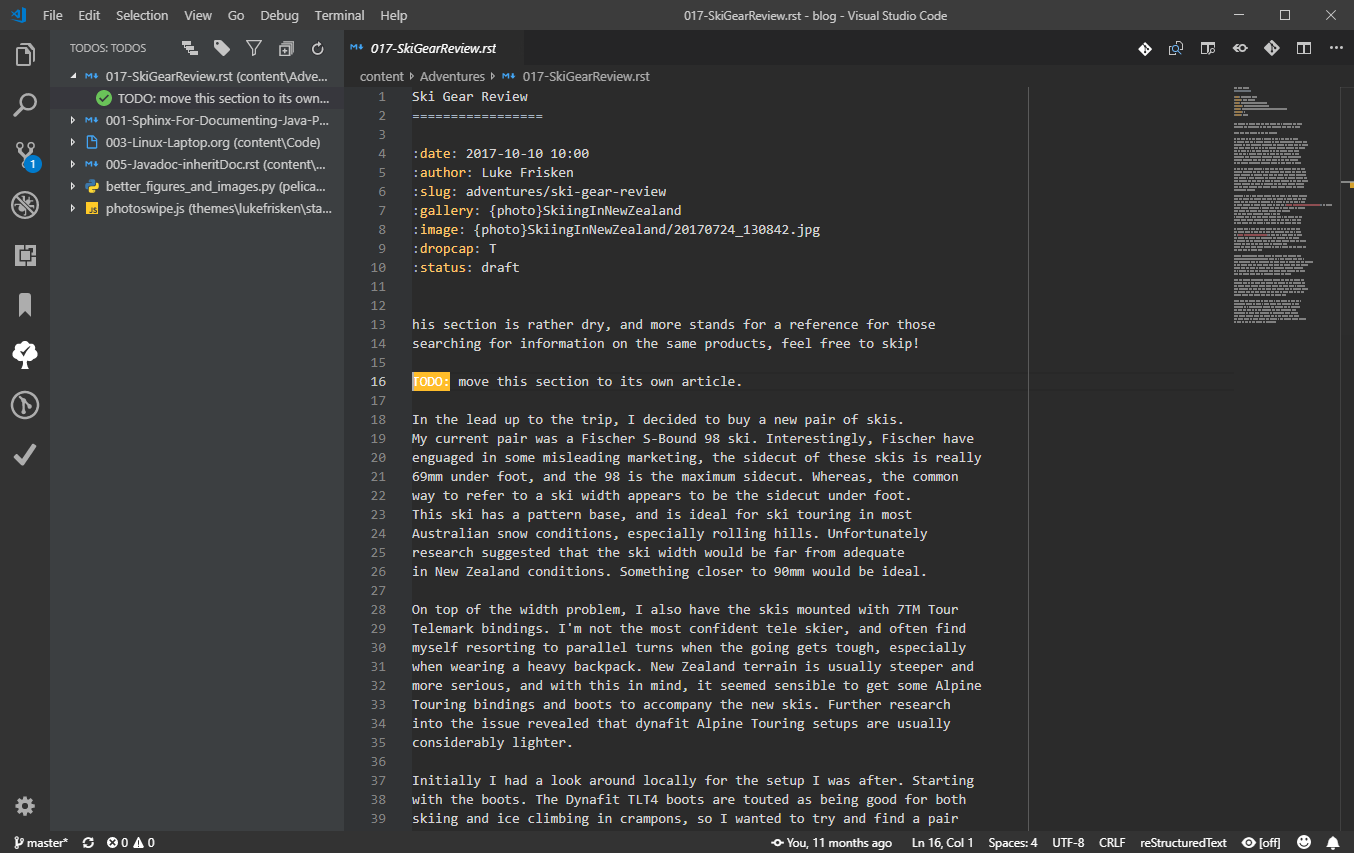 File Edit Selection View Go Debug Terminal Help
017-SkiGearReview.rst - blog - Visual Studio Code
TODOS: TODOS
017-SkiGearReview.rst (content\Adve...
TODO: move this section to its own...
001-Sphinx-For-Documenting-Java-P...
003-Linux-Laptop.org (content\Code)
005-Javadoc-inheritDoc.rst (content\...
better_figures_and_images.py (pelica...
JS photoswipe.js (themes\lukefrisken\sta...
1
017-SkiGearReview.rst
content Adventures 017-SkiGearReview.rst
1 Ski Gear Review
2 =================
3
4 :date: 2017-10-10 10:00
5 :author: Luke Frisken
6 :slug: adventures/ski-gear-review
7 :gallery: {photo}SkiingInNewZealand
8 :image: {photo}SkiingInNewZealand/20170724_130842.jpg
9 :dropcap: T
10 :status: draft
11
12
13 his section is rather dry, and more stands for a reference for those
14 searching for information on the same products, feel free to skip!
15
16 TODO: move this section to its own article.
17
18 In the lead up to the trip, I decided to buy a new pair of skis.
19 My current pair was a Fischer S-Bound 98 ski. Interestingly, Fischer have
20 enguaged in some misleading marketing, the sidecut of these skis is really
21 69mm under foot, and the 98 is the maximum sidecut. Whereas, the common
22 way to refer to a ski width appears to be the sidecut under foot.
23 This ski has a pattern base, and is ideal for ski touring in most
24 Australian snow conditions, especially rolling hills. Unfortunately
25 research suggested that the ski width would be far from adequate
26 in New Zealand conditions. Something closer to 90mm would be ideal.
27
28 On top of the width problem, I also have the skis mounted with 7TM Tour
29 Telemark bindings. I'm not the most confident tele skier, and often find
30 myself resorting to parallel turns when the going gets tough, especially
31 when wearing a heavy backpack. New Zealand terrain is usually steeper and
32 more serious, and with this in mind, it seemed sensible to get some Alpine
33 Touring bindings and boots to accompany the new skis. Further research
34 into the issue revealed that dynafit Alpine Touring setups are usually
35 considerably lighter.
36
37 Initially I had a look around locally for the setup I was after. Starting
38 with the boots. The Dynafit TLT4 boots are touted as being good for both
39 skiing and ice climbing in crampons, so I wanted to try and find a pair
master* 0 0 You, 11 months ago Ln 16, Col 1 Spaces: 4 UTF-8 CRLF reStructuredText [off]